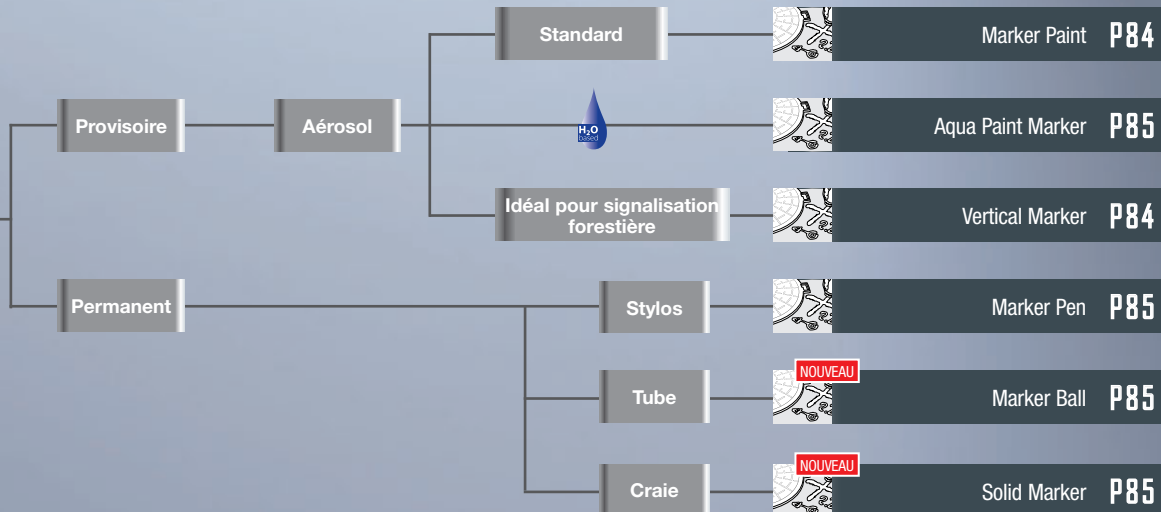 Standard
Marker Paint P84
Provisoire
Aérosol
H₂O
based
Aqua Paint Marker P85
Idéal pour signalisation
forestière
Vertical Marker P84
Permanent
Stylos
Marker Pen P85
NOUVEAU
Tube
Marker Ball P85
NOUVEAU
Craie
Solid Marker P85